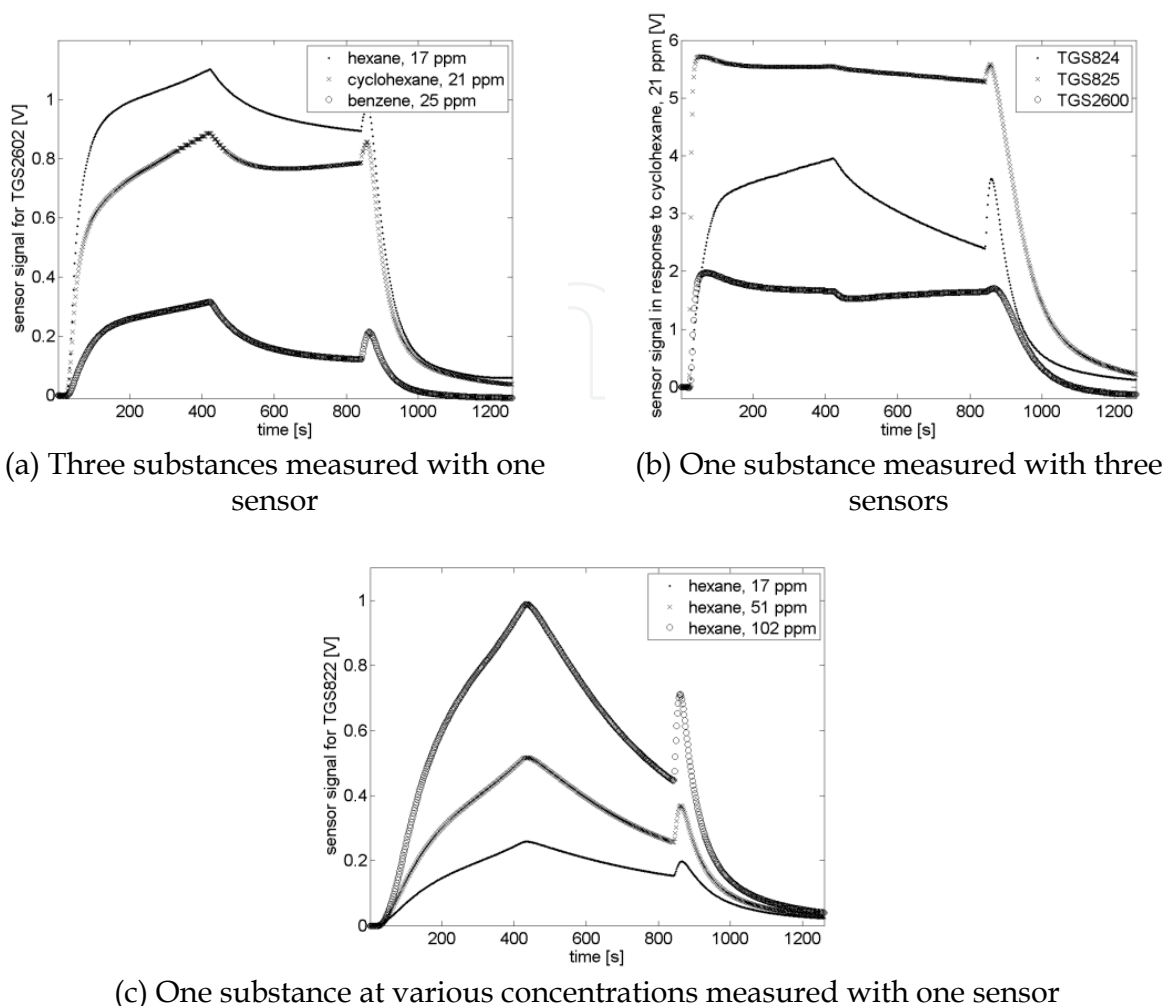 sensor signal for TGS2602 [V]
1
0.8
0.6
0.4
0.2
0
hexane, 17 ppm
cyclohexane, 21 ppm
benzene, 25 ppm
200 400 600 800 1000 1200
time [s]
(a) Three substances measured with one
sensor
sensor signal in response to cyclohexane, 21 ppm [V]
6
5
4
3
2
1
0
TGS824
TGS825
TGS2600
200 400 600 800 1000 1200
time [s]
(b) One substance measured with three
sensors
sensor signal for TGS822 [V]
1
0.8
0.6
0.4
0.2
0
hexane, 17 ppm
hexane, 51 ppm
hexane, 102 ppm
200 400 600 800 1000 1200
time [s]
(c) One substance at various concentrations measured with one sensor